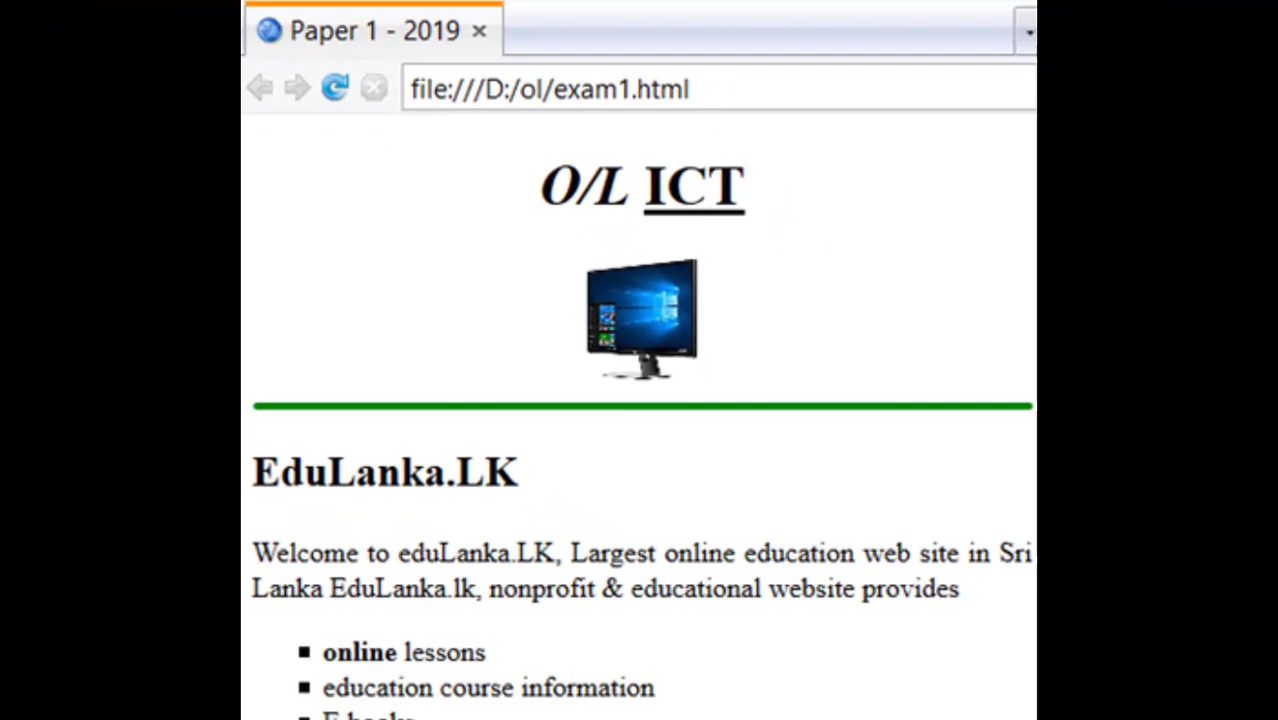 Paper 1 - 2019
file:///D:/ol/exam1.html
O/L ICT
EduLanka.LK
Welcome to eduLanka.LK, Largest online education web site in Sri
Lanka EduLanka.lk, nonprofit & educational website provides
online lessons
education course information